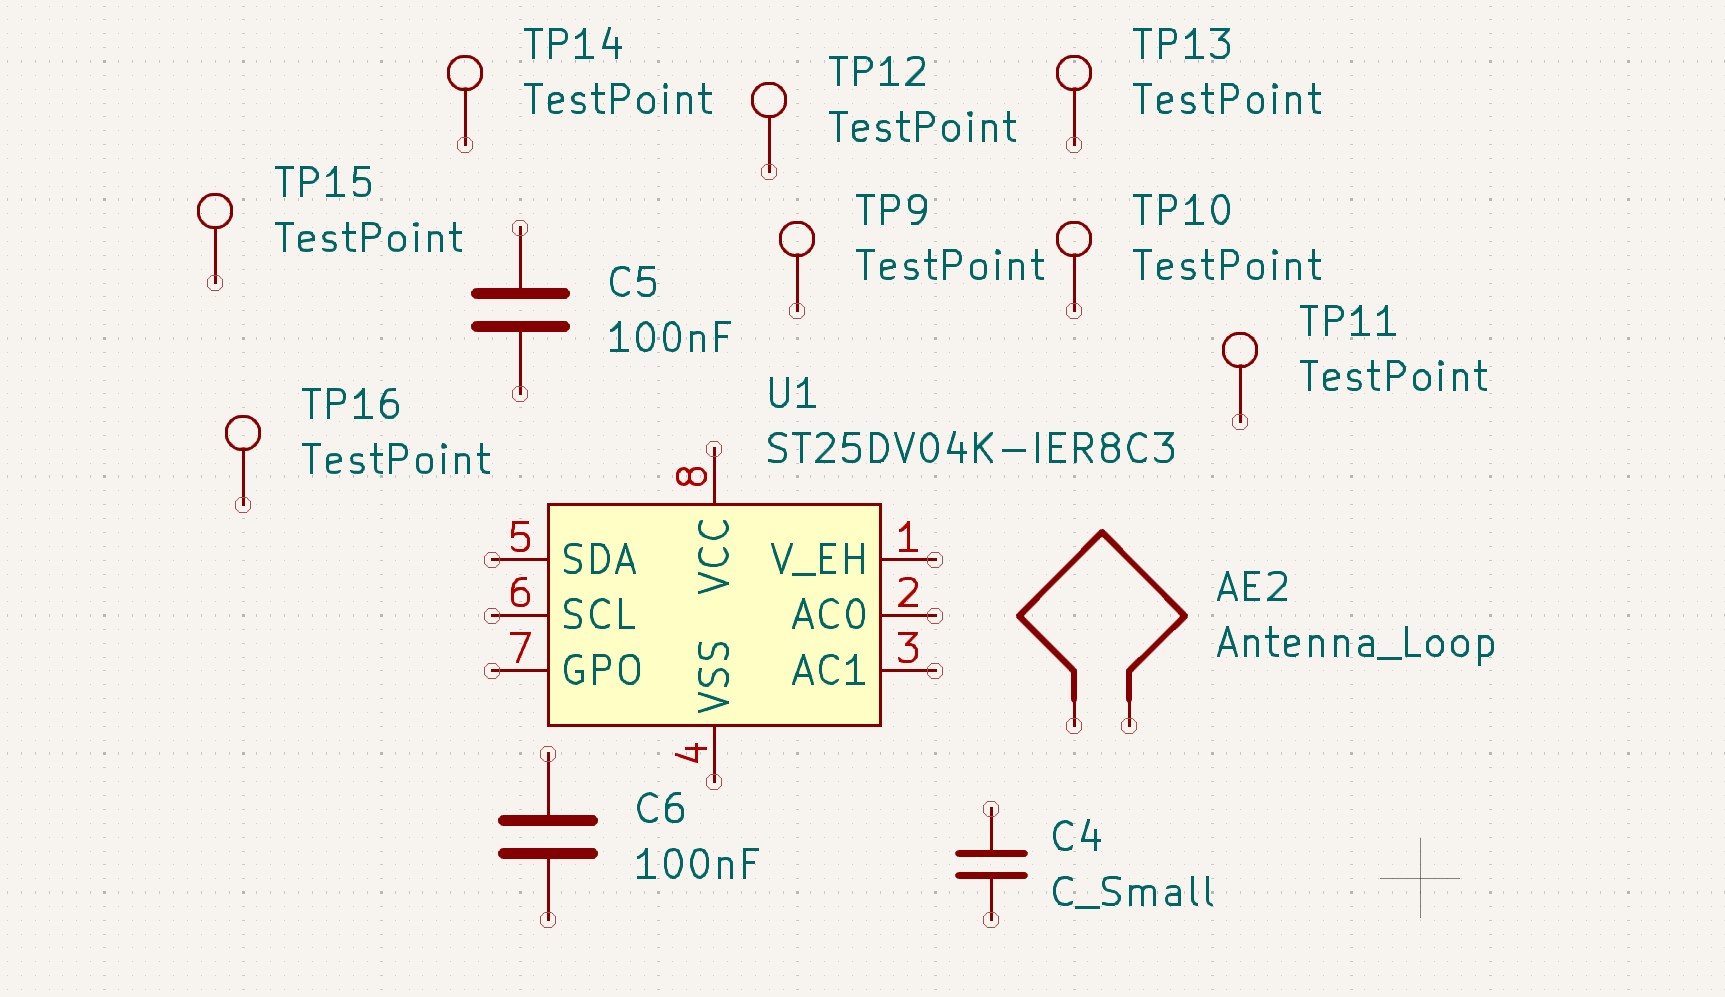 TP14
TestPoint
TP12
TestPoint
TP13
TestPoint
TP15
TestPoint
TP9
TestPoint
TP10
TestPoint
C5
100nF
TP11
TestPoint
TP16
TestPoint
U1
ST25DV04K-IER8C3
8
VCC
5
SDA
6
SCL
7
GPO
V_EH
1
AC0
2
AC1
3
VSS
4
AE2
Antenna_Loop
C6
100nF
C4
C_Small